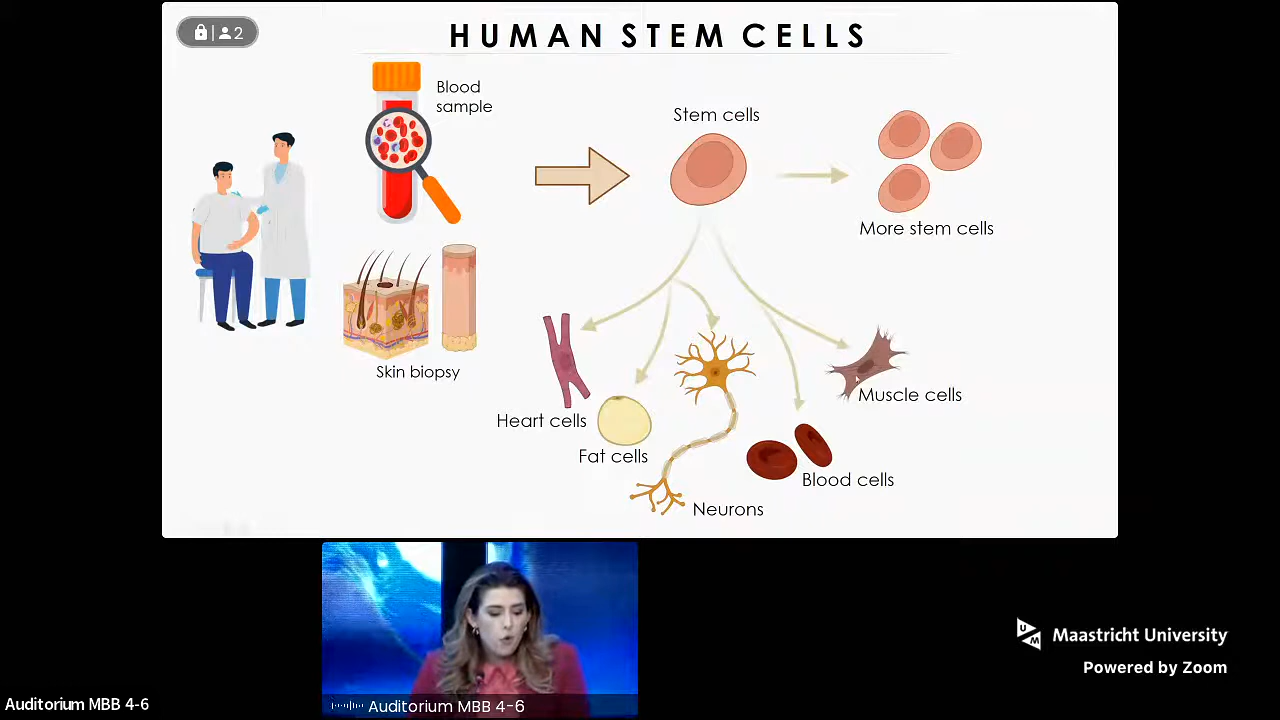 2
HUMAN STEM CELLS
Blood
sample
Stem cells
More stem cells
Skin biopsy
Heart cells
Fat cells
Neurons
Blood cells
Muscle cells
Auditorium MBB 4-6
Auditorium MBB 4-6
UM
Maastricht University
Powered by Zoom